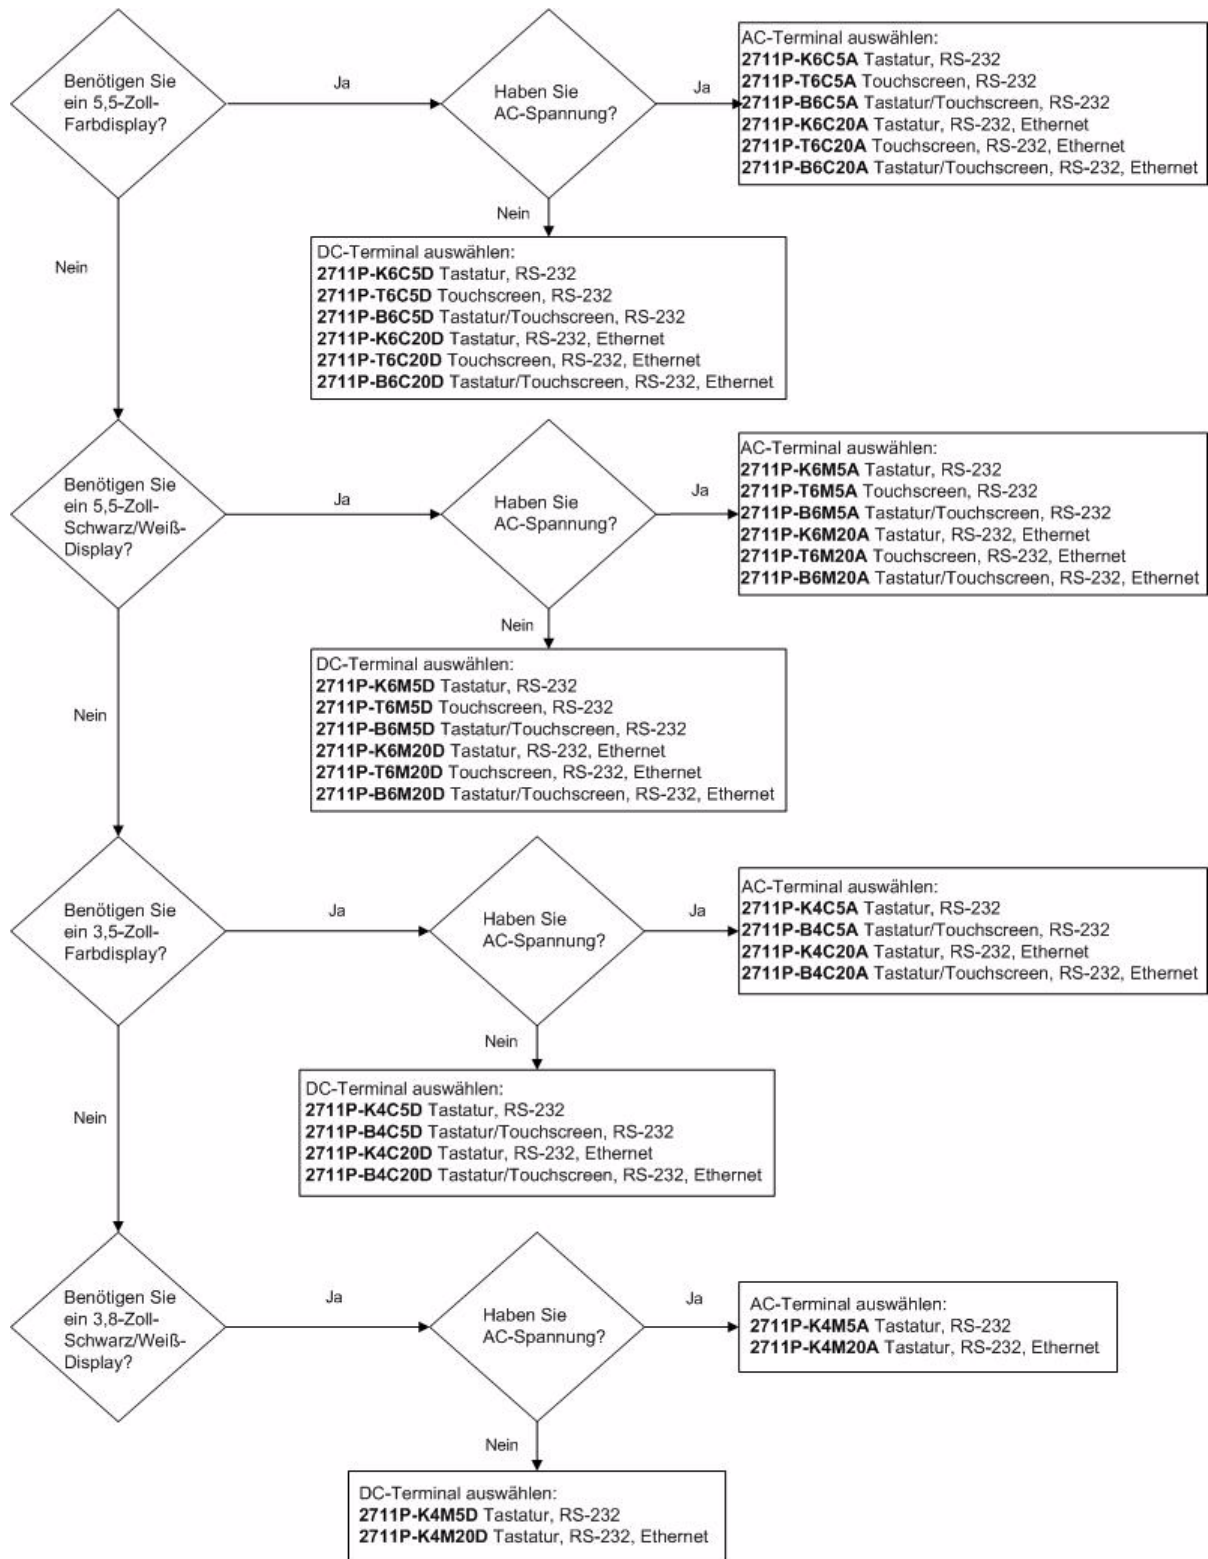 Benötigen Sie
ein 5,5-Zoll-
Farbdisplay?
Ja
Haben Sie
AC-Spannung?
Ja
AC-Terminal auswählen:
2711P-K6C5A Tastatur, RS-232
2711P-T6C5A Touchscreen, RS-232
2711P-B6C5A Tastatur/Touchscreen, RS-232
2711P-K6C20A Tastatur, RS-232, Ethernet
2711P-T6C20A Touchscreen, RS-232, Ethernet
2711P-B6C20A Tastatur/Touchscreen, RS-232, Ethernet
Nein
Nein
DC-Terminal auswählen:
2711P-K6C5D Tastatur, RS-232
2711P-T6C5D Touchscreen, RS-232
2711P-B6C5D Tastatur/Touchscreen, RS-232
2711P-K6C20D Tastatur, RS-232, Ethernet
2711P-T6C20D Touchscreen, RS-232, Ethernet
2711P-B6C20D Tastatur/Touchscreen, RS-232, Ethernet
Benötigen Sie
ein 5,5-Zoll-
Schwarz/Weiß-
Display?
Ja
Haben Sie
AC-Spannung?
Ja
AC-Terminal auswählen:
2711P-K6M5A Tastatur, RS-232
2711P-T6M5A Touchscreen, RS-232
2711P-B6M5A Tastatur/Touchscreen, RS-232
2711P-K6M20A Tastatur, RS-232, Ethernet
2711P-T6M20A Touchscreen, RS-232, Ethernet
2711P-B6M20A Tastatur/Touchscreen, RS-232, Ethernet
Nein
Nein
DC-Terminal auswählen:
2711P-K6M5D Tastatur, RS-232
2711P-T6M5D Touchscreen, RS-232
2711P-B6M5D Tastatur/Touchscreen, RS-232
2711P-K6M20D Tastatur, RS-232, Ethernet
2711P-T6M20D Touchscreen, RS-232, Ethernet
2711P-B6M20D Tastatur/Touchscreen, RS-232, Ethernet
Benötigen Sie
ein 3,5-Zoll-
Farbdisplay?
Ja
Haben Sie
AC-Spannung?
Ja
AC-Terminal auswählen:
2711P-K4C5A Tastatur, RS-232
2711P-B4C5A Tastatur/Touchscreen, RS-232
2711P-K4C20A Tastatur, RS-232, Ethernet
2711P-B4C20A Tastatur/Touchscreen, RS-232, Ethernet
Nein
Nein
DC-Terminal auswählen:
2711P-K4C5D Tastatur, RS-232
2711P-B4C5D Tastatur/Touchscreen, RS-232
2711P-K4C20D Tastatur, RS-232, Ethernet
2711P-B4C20D Tastatur/Touchscreen, RS-232, Ethernet
Benötigen Sie
ein 3,8-Zoll-
Schwarz/Weiß-
Display?
Ja
Haben Sie
AC-Spannung?
Ja
AC-Terminal auswählen:
2711P-K4M5A Tastatur, RS-232
2711P-K4M20A Tastatur, RS-232, Ethernet
Nein
DC-Terminal auswählen:
2711P-K4M5D Tastatur, RS-232
2711P-K4M20D Tastatur, RS-232, Ethernet